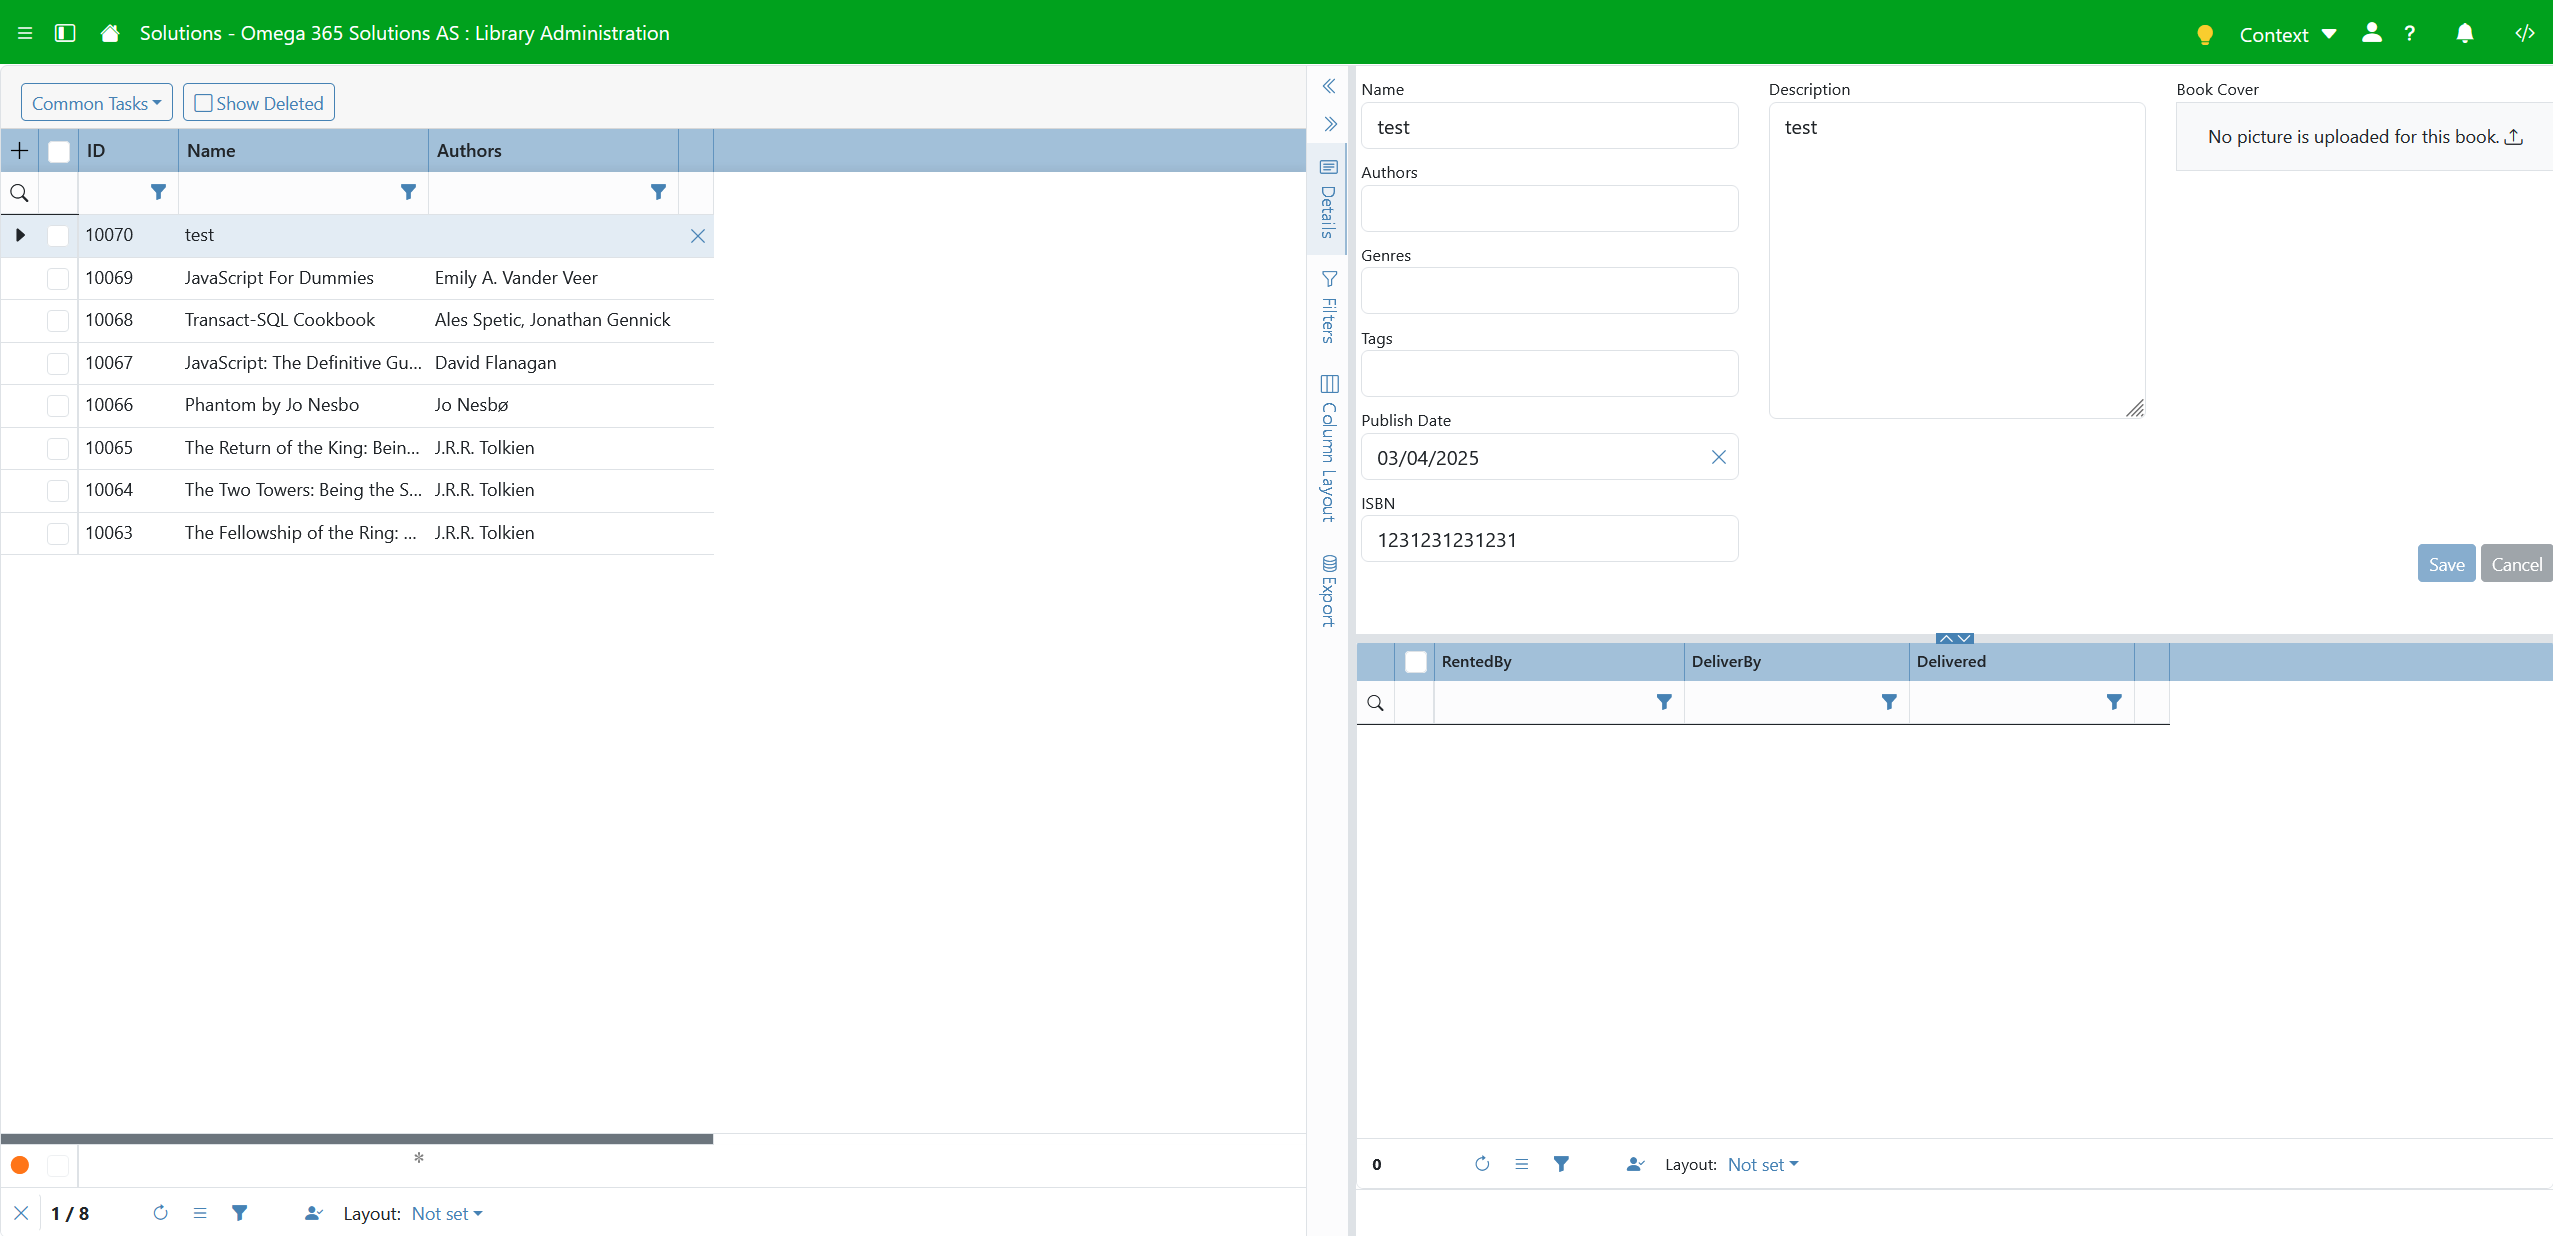 Solutions - Omega 365 Solutions AS : Library Administration
Context
?
Common Tasks
Show Deleted
ID Name Authors
10070 test
10069 JavaScript For Dummies Emily A. Vander Veer
10068 Transact-SQL Cookbook Ales Spetic, Jonathan Gennick
10067 JavaScript: The Definitive Gu... David Flanagan
10066 Phantom by Jo Nesbo Jo Nesbø
10065 The Return of the King: Bein... J.R.R. Tolkien
10064 The Two Towers: Being the S... J.R.R. Tolkien
10063 The Fellowship of the Ring: ... J.R.R. Tolkien
*
1 / 8
Layout: Not set
Details
Filters
Column Layout
Export
Name
test
Authors
Genres
Tags
Publish Date
03/04/2025
ISBN
1231231231231
Description
test
Book Cover
No picture is uploaded for this book.
Save Cancel
RentedBy DeliverBy Delivered
0
Layout: Not set